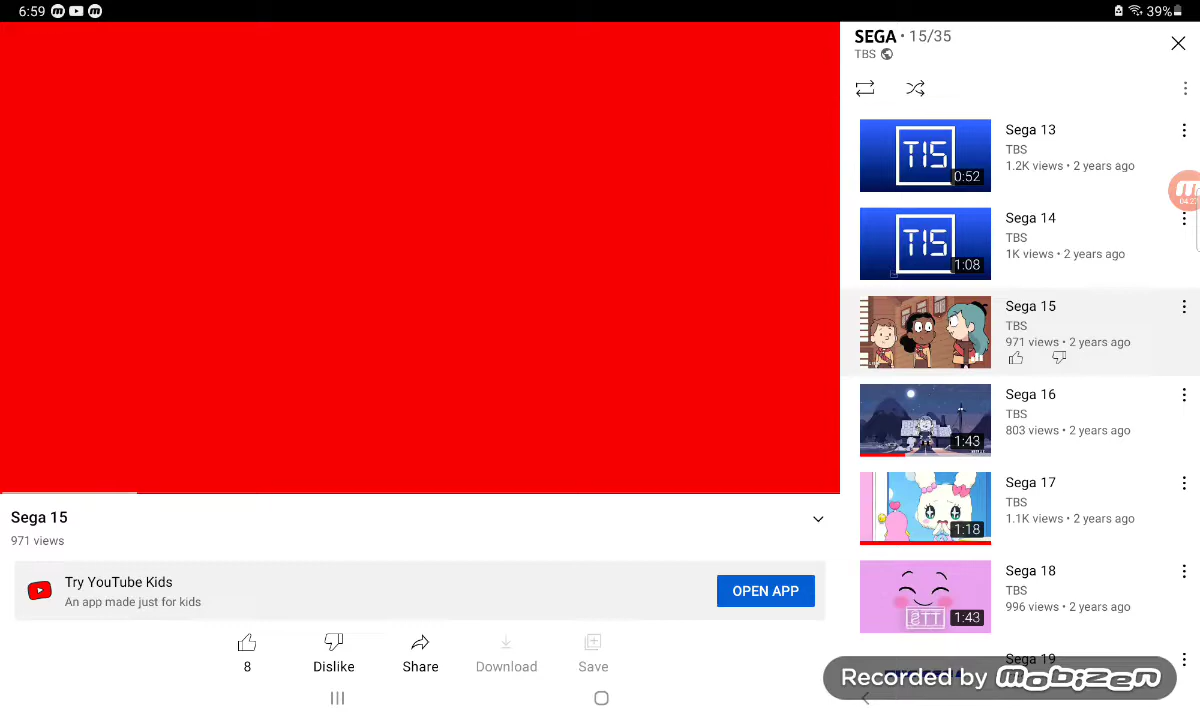 6:59
39%
SEGA • 15/35
TBS
Sega 13
TBS
1.2K views • 2 years ago
T15
0:52
04:27
Sega 14
TBS
1K views • 2 years ago
T15
1:08
Sega 15
TBS
971 views • 2 years ago
Sega 16
TBS
803 views • 2 years ago
1:43
Sega 17
TBS
1.1K views • 2 years ago
1:18
Sega 18
TBS
996 views • 2 years ago
1:43
Sega 19
Sega 15
971 views
Try YouTube Kids
An app made just for kids
OPEN APP
8
Dislike
Share
Download
Save
Recorded by mobizen